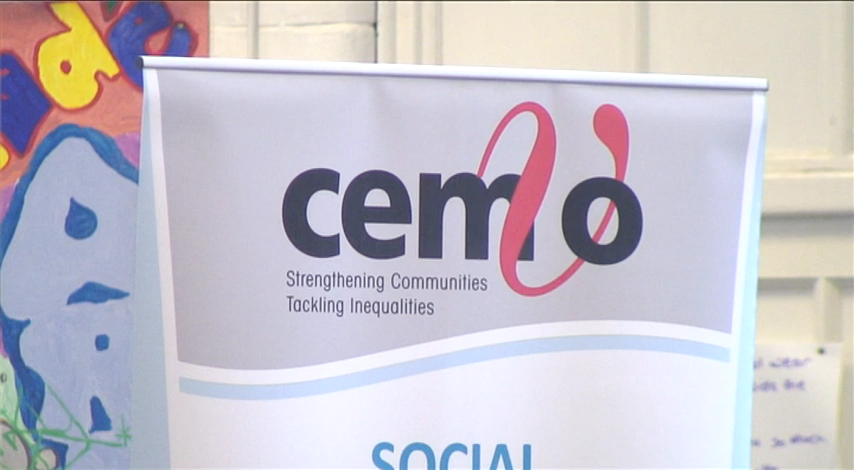 cemvo
Strengthening Communities
Tackling Inequalities
SOCIAL